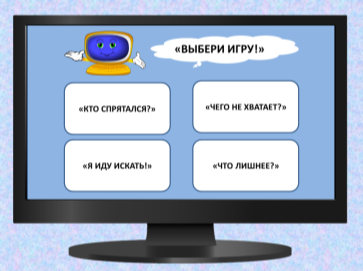 «ВЫБЕРИ ИГРУ!»
«КТО СПРЯТАЛСЯ?»
«ЧЕГО НЕ ХВАТАЕТ?»
«Я ИДУ ИСКАТЬ!»
«ЧТО ЛИШНЕЕ?»